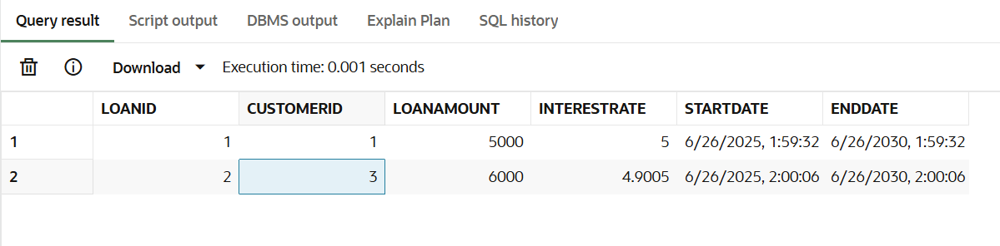 Query result Script output DBMS output Explain Plan SQL history
Download Execution time: 0.001 seconds
LOANID CUSTOMERID LOANAMOUNT INTERESTRATE STARTDATE ENDDATE
1 1 1 5000 5 6/26/2025, 1:59:32 6/26/2030, 1:59:32
2 2 3 6000 4.9005 6/26/2025, 2:00:06 6/26/2030, 2:00:06